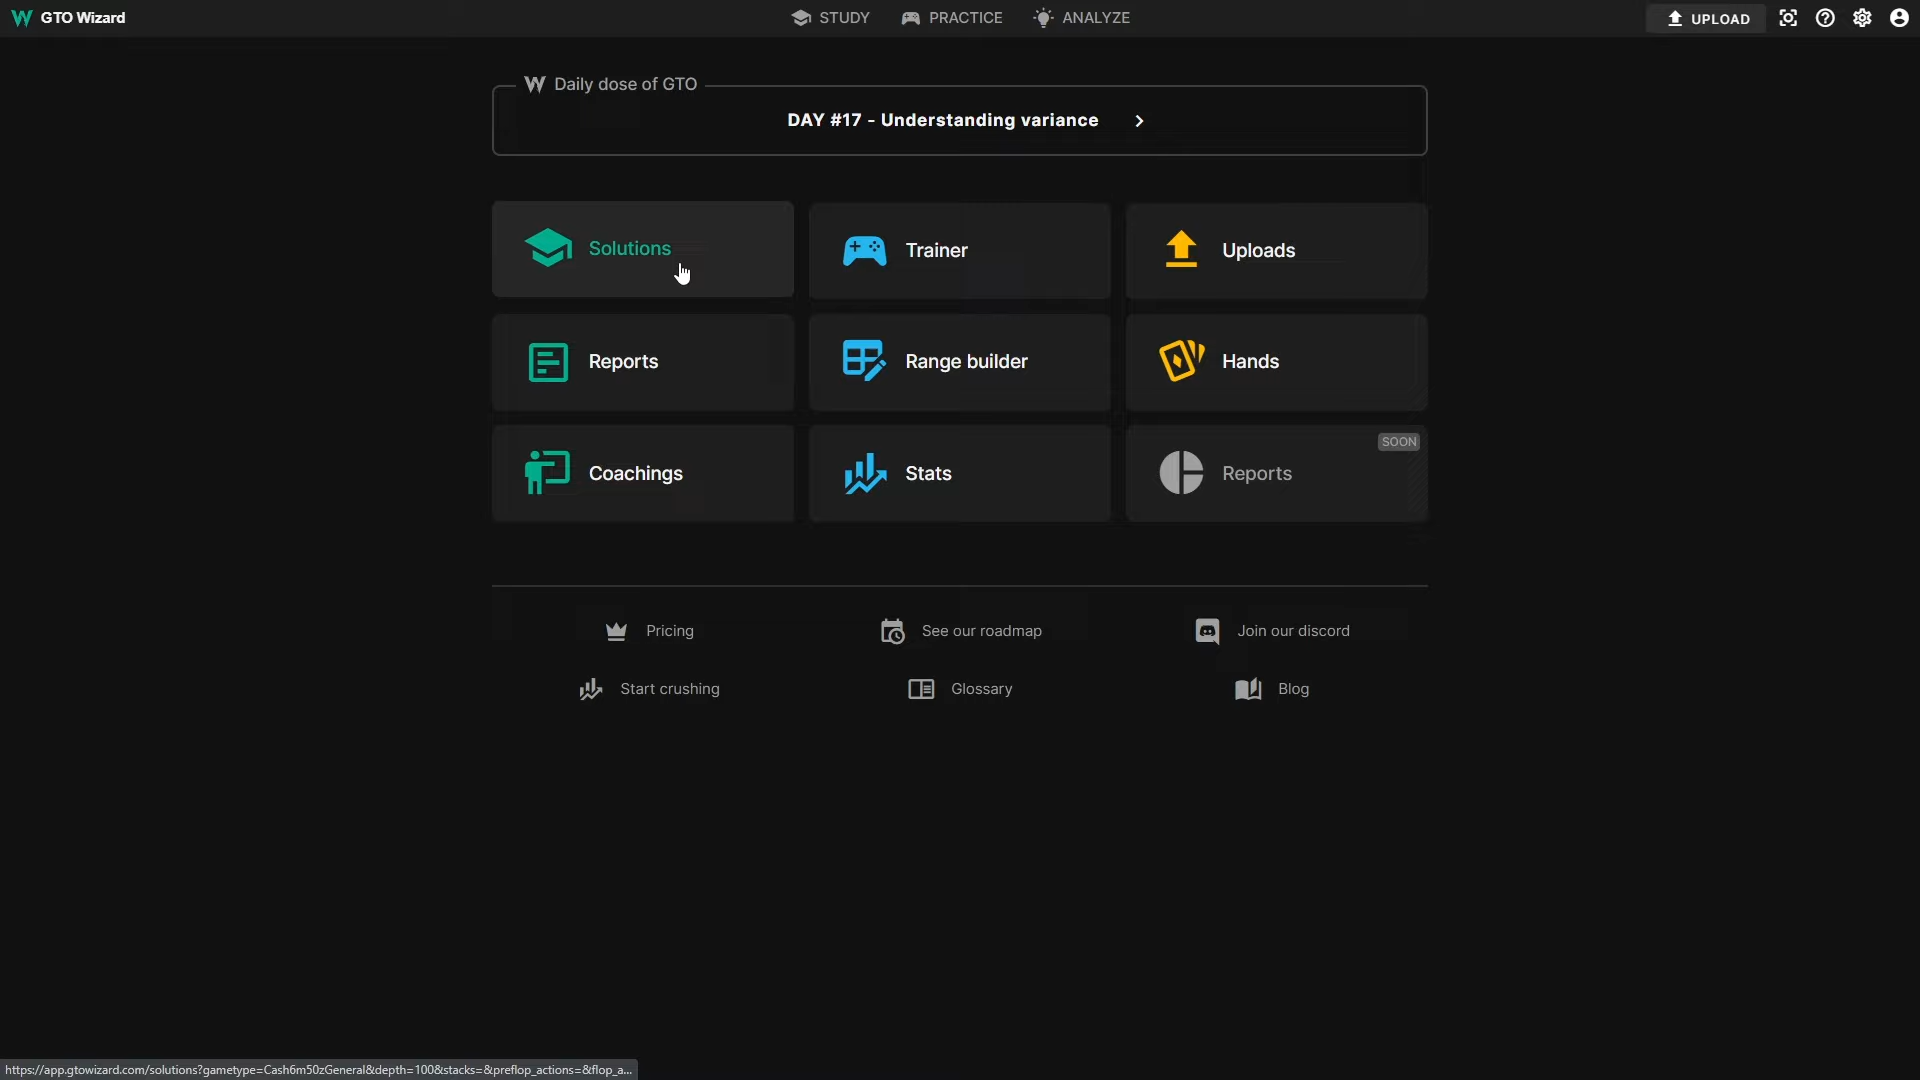 GTO Wizard
STUDY
PRACTICE
ANALYZE
UPLOAD
Daily dose of GTO
DAY #17 - Understanding variance
Solutions
Trainer
Uploads
Reports
Range builder
Hands
Coachings
Stats
SOON
Reports
Pricing
See our roadmap
Join our discord
Start crushing
Glossary
Blog
https://app.gtowizard.com/solutions?gametype=Cash6m50zGeneral&depth=100&stacks=&preflop_actions=&flop_a...